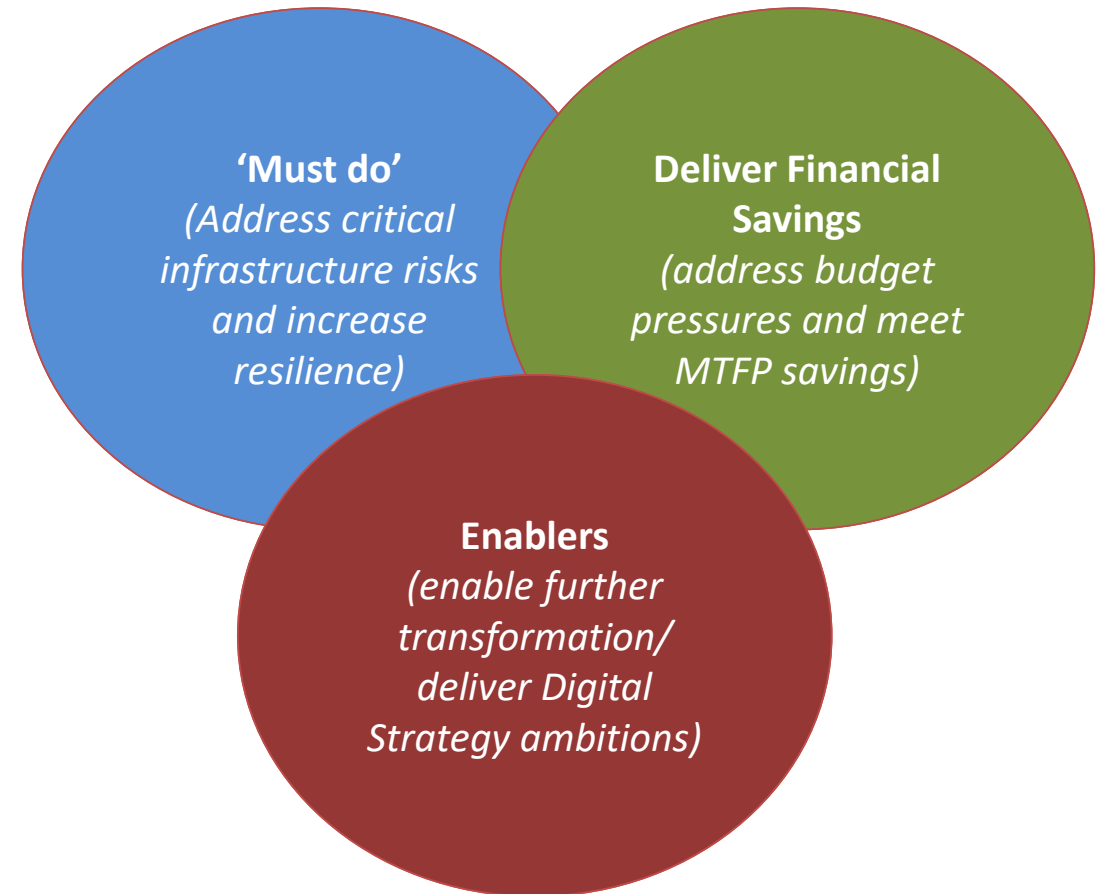 ‘Must do’
(Address critical
infrastructure risks
and increase
resilience)
Deliver Financial
Savings
(address budget
pressures and meet
MTFP savings)
Enablers
(enable further
transformation/
deliver Digital
Strategy ambitions)